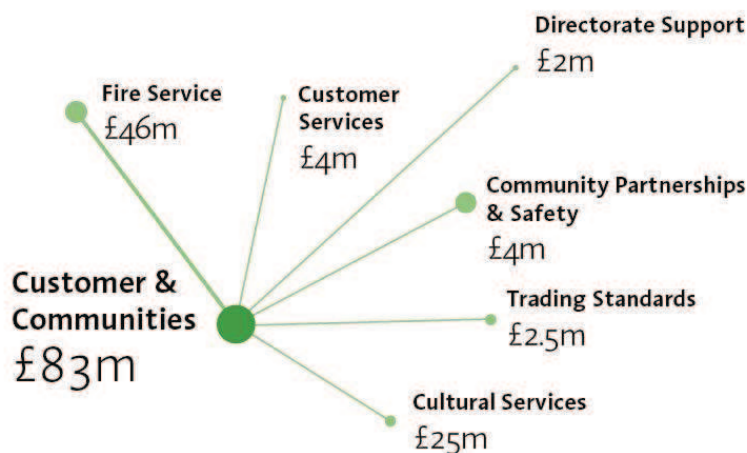 Directorate Support
£2m
Fire Service
£46m
Customer
Services
£4m
Community Partnerships
& Safety
£4m
Customer &
Communities
£83m
Trading Standards
£2.5m
Cultural Services
£25m